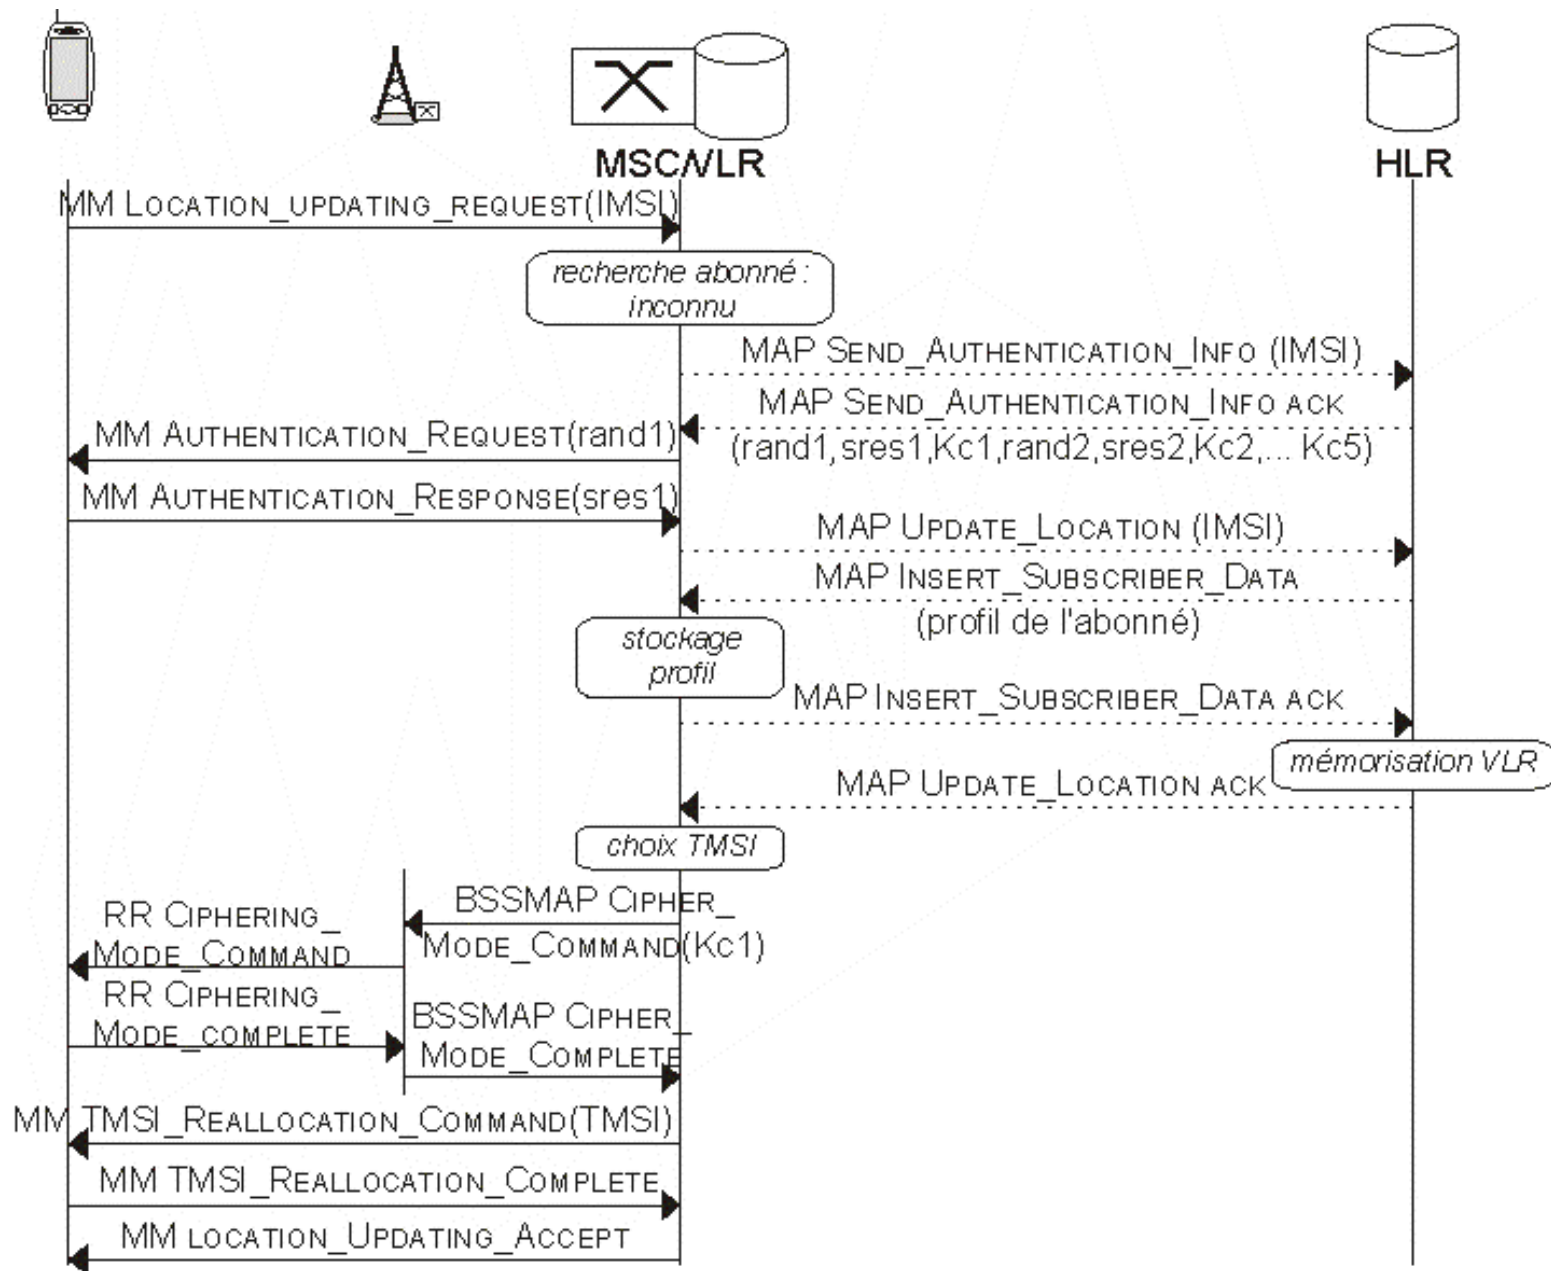 MSC/VLR
HLR
MM LOCATION_UPDATING_REQUEST(IMSI)
recherche abonné :
inconnu
MAP SEND_AUTHENTICATION_INFO (IMSI)
MAP SEND_AUTHENTICATION_INFO ACK
MM AUTHENTICATION_REQUEST(rand1)
(rand1,sres1,Kc1,rand2,sres2,Kc2,... Kc5)
MM AUTHENTICATION_RESPONSE(sres1)
MAP UPDATE_LOCATION (IMSI)
MAP INSERT_SUBSCRIBER_DATA
(profil de l'abonné)
stockage
profil
MAP INSERT_SUBSCRIBER_DATA ACK
mémorisation VLR
MAP UPDATE_LOCATION ACK
choix TMSI
BSSMAP CIPHER_
MODE_COMMAND(Kc1)
RR CIPHERING_
MODE_COMMAND
RR CIPHERING_
MODE_COMPLETE
BSSMAP CIPHER_
MODE_COMPLETE
MM TMSI_REALLOCATION_COMMAND(TMSI)
MM TMSI_REALLOCATION_COMPLETE
MM LOCATION_UPDATING_ACCEPT